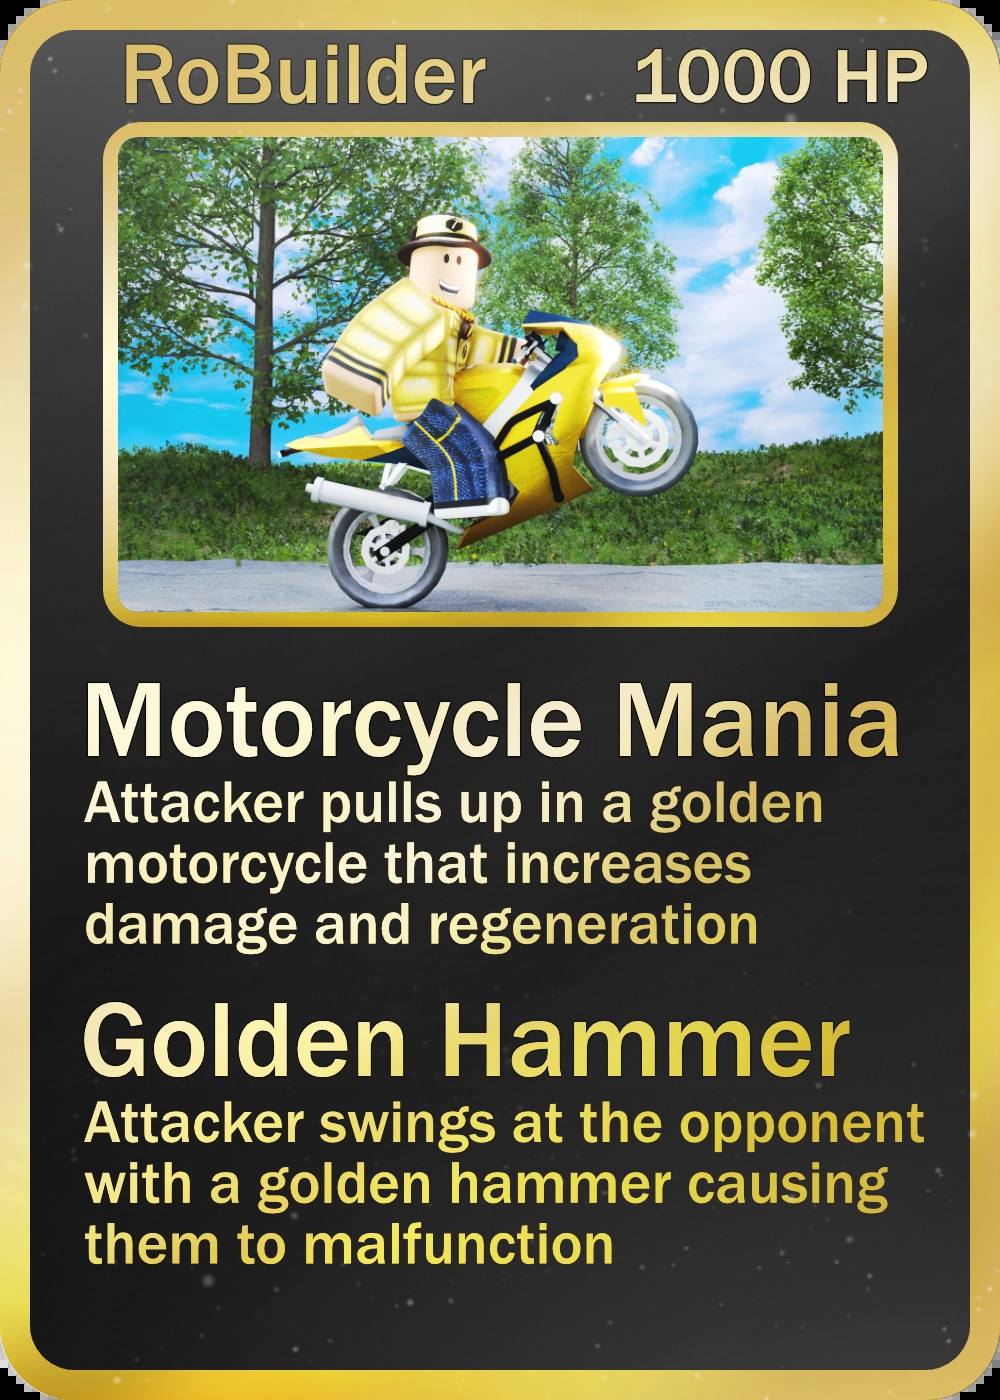 RoBuilder 1000 HP
Motorcycle Mania
Attacker pulls up in a golden
motorcycle that increases
damage and regeneration
Golden Hammer
Attacker swings at the opponent
with a golden hammer causing
them to malfunction